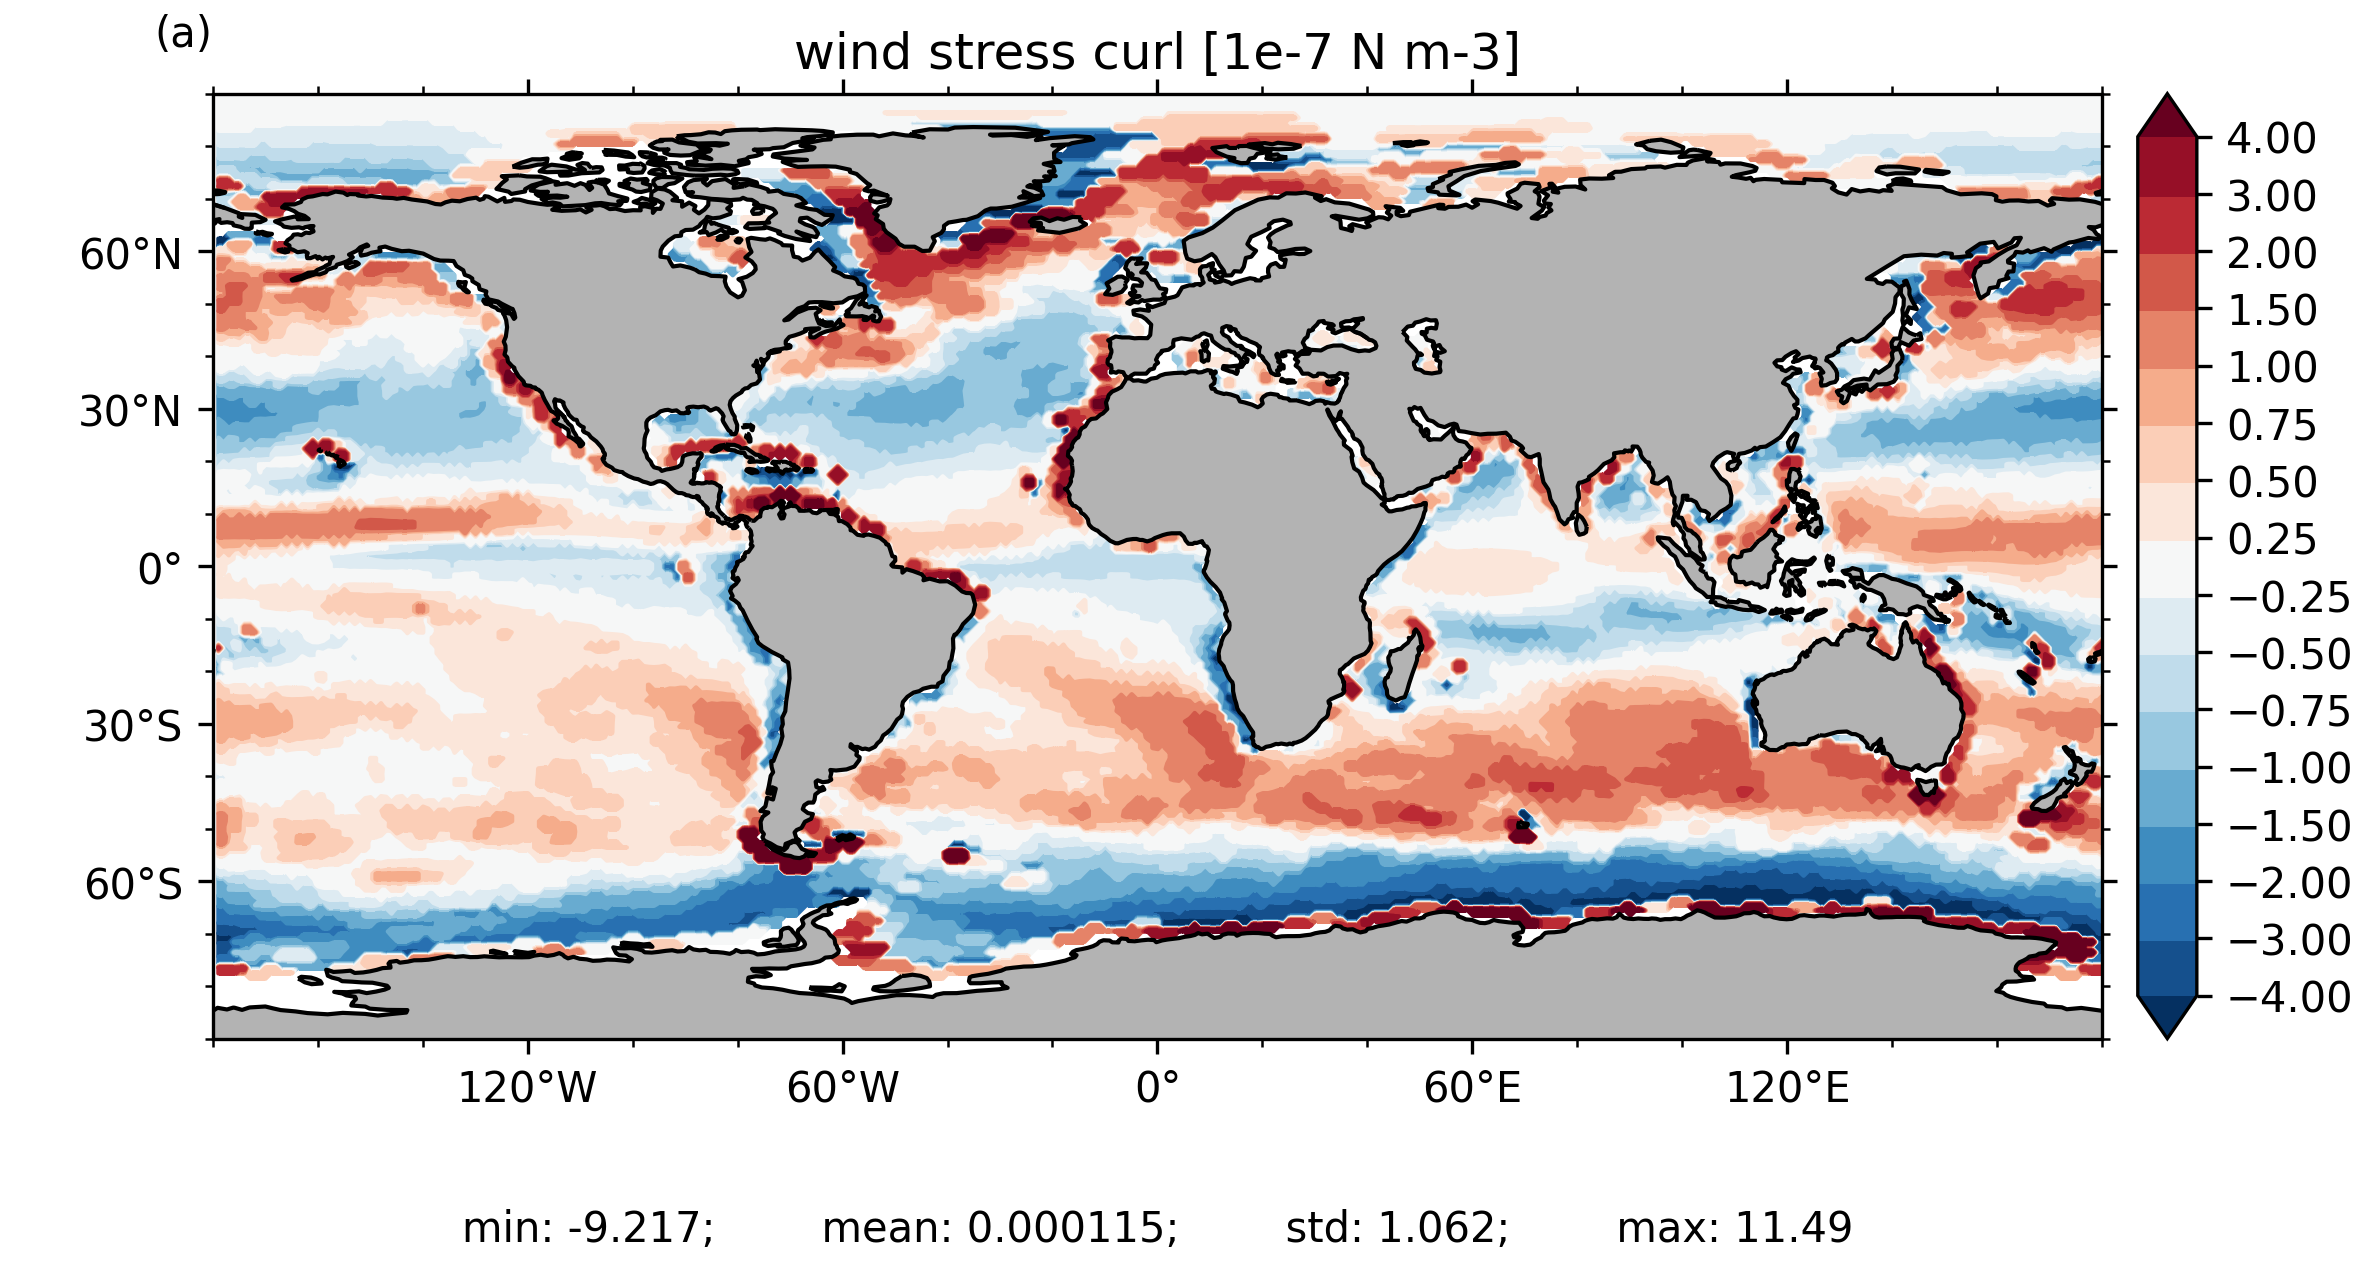 (a)
wind stress curl [1e-7 N m-3]
60°N
30°N
0°
30°S
60°S
120°W 60°W 0° 60°E 120°E
4.00
3.00
2.00
1.50
1.00
0.75
0.50
0.25
−0.25
−0.50
−0.75
−1.00
−1.50
−2.00
−3.00
−4.00
min: -9.217; mean: 0.000115; std: 1.062; max: 11.49